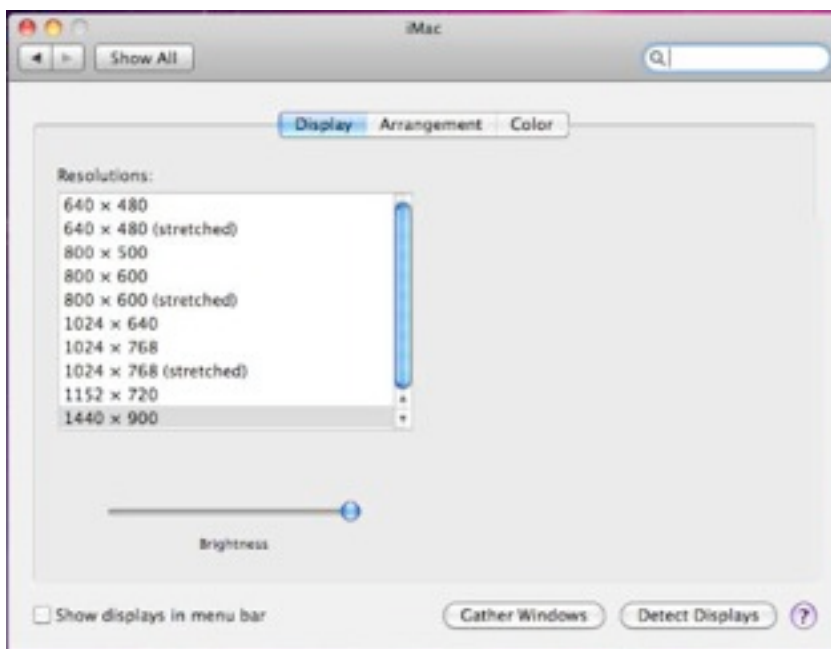 iMac
Show All
Display Arrangement Color
Resolutions:
640 × 480
640 × 480 (stretched)
800 × 500
800 × 600
800 × 600 (stretched)
1024 × 640
1024 × 768
1024 × 768 (stretched)
1152 × 720
1440 × 900
Brightness
Show displays in menu bar Gather Windows Detect Displays ?